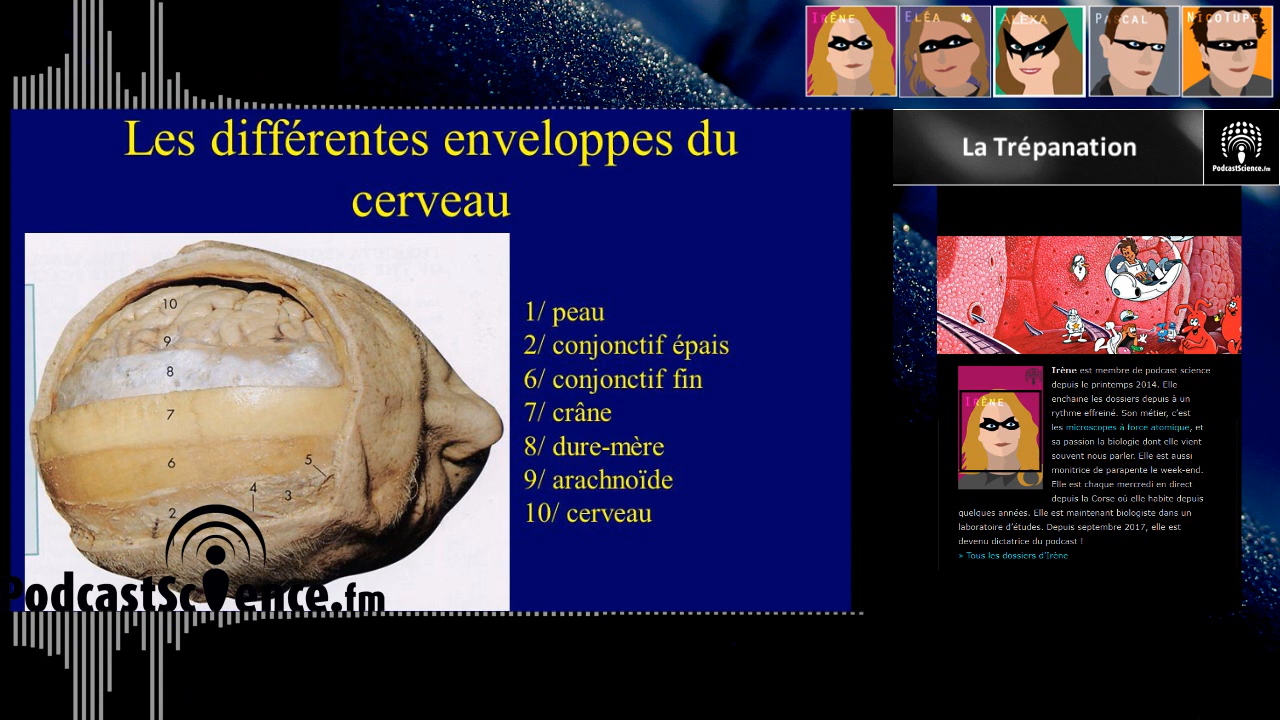 IRÈNE
ELÉA
ALEXA
PASCAL
NICOTUPE
Les différentes enveloppes du
cerveau
La Trépanation
PodcastScience.fm
10
9
8
7
6
5
4
3
2
1/ peau
2/ conjonctif épais
6/ conjonctif fin
7/ crâne
8/ dure-mère
9/ arachnoïde
10/ cerveau
PodcastScience.fm
IRÈNE
Irène est membre de podcast science
depuis le printemps 2014. Elle
enchaine les dossiers depuis à un
rythme effreiné. Son métier, c'est
les microscopes à force atomique, et
sa passion la biologie dont elle vient
souvent nous parler. Elle est aussi
monitrice de parapente le week-end.
Elle est chaque mercredi en direct
depuis la Corse où elle habite depuis
quelques années. Elle est maintenant biologiste dans un
laboratoire d'études. Depuis septembre 2017, elle est
devenu dictatrice du podcast !
» Tous les dossiers d'Irène